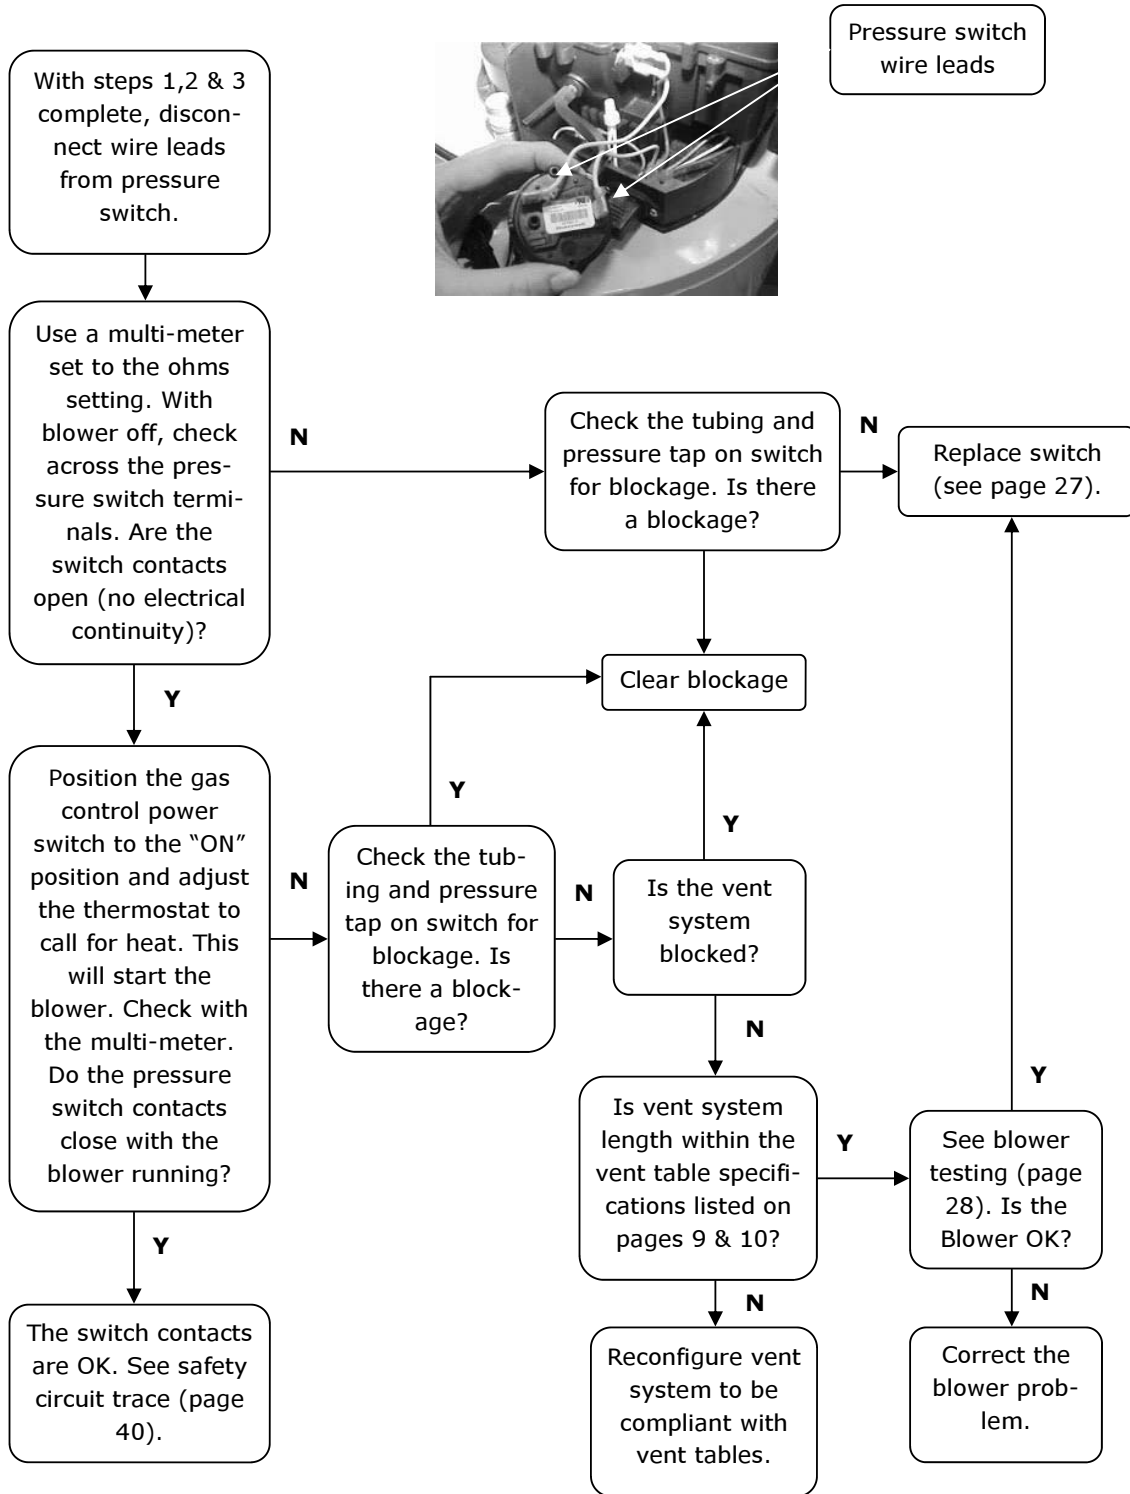 Pressure switch
wire leads
With steps 1,2 & 3
complete, discon-
nect wire leads
from pressure
switch.
Use a multi-meter
set to the ohms
setting. With
blower off, check
across the pres-
sure switch termi-
nals. Are the
switch contacts
open (no electrical
continuity)?
N
Check the tubing and
pressure tap on switch
for blockage. Is there
a blockage?
N
Replace switch
(see page 27).
Clear blockage
Y
Position the gas
control power
switch to the “ON”
position and adjust
the thermostat to
call for heat. This
will start the
blower. Check with
the multi-meter.
Do the pressure
switch contacts
close with the
blower running?
N
Y
Check the tub-
ing and pressure
tap on switch for
blockage. Is
there a block-
age?
N
Y
Is the vent
system
blocked?
N
Is vent system
length within the
vent table specifi-
cations listed on
pages 9 & 10?
Y
Y
See blower
testing (page
28). Is the
Blower OK?
Y
The switch contacts
are OK. See safety
circuit trace (page
40).
N
Reconfigure vent
system to be
compliant with
vent tables.
N
Correct the
blower prob-
lem.